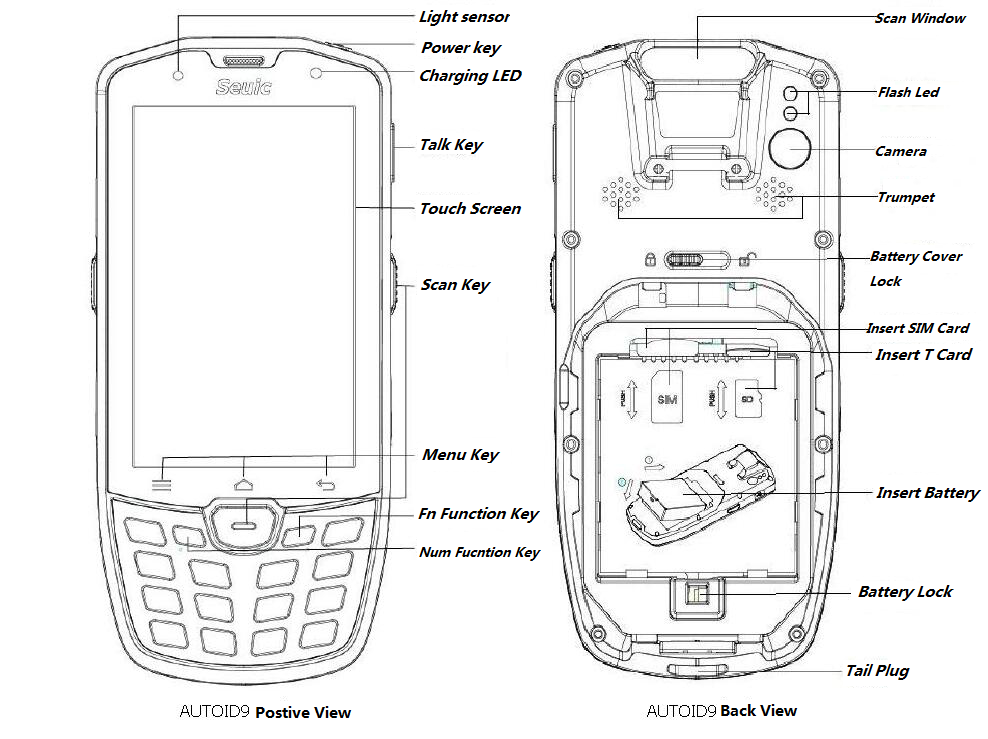 Light sensor
Power key
Charging LED
Seuic
Talk Key
Touch Screen
Scan Key
Menu Key
Fn Function Key
Num Fucntion Key
AUTOID9 Postive View
Scan Window
Flash Led
Camera
Trumpet
Battery Cover
Lock
Insert SIM Card
Insert T Card
PUSH
SIM
PUSH
SD
1
Insert Battery
Battery Lock
Tail Plug
AUTOID9 Back View